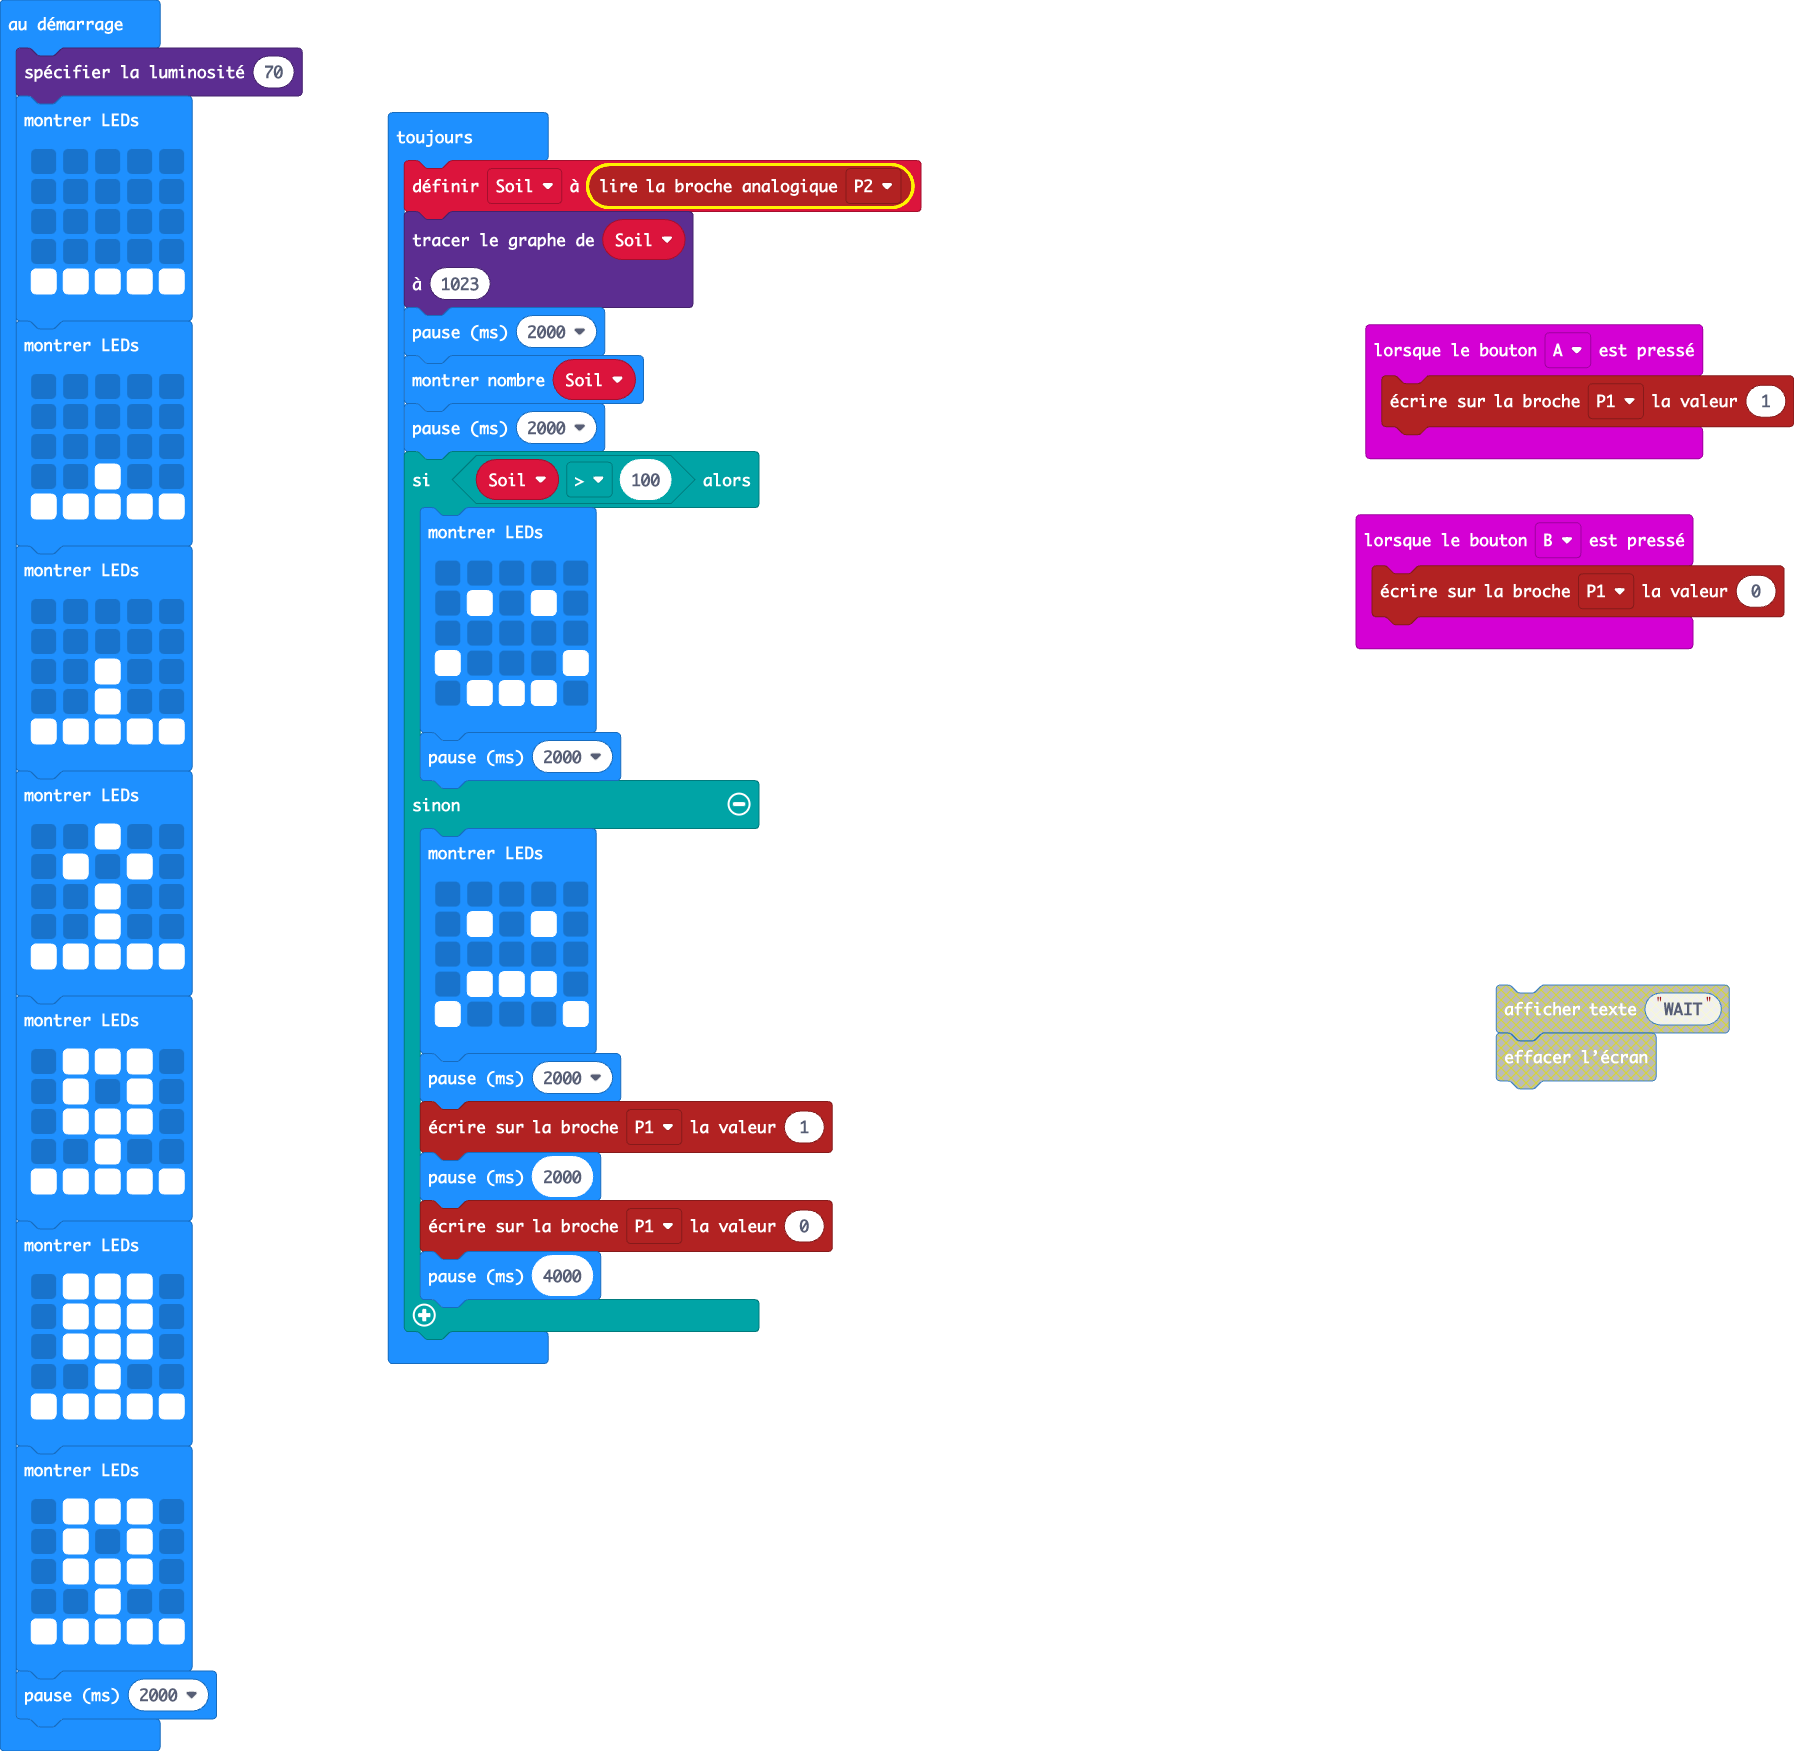 au démarrage
spécifier la luminosité 70
montrer LEDs
montrer LEDs
montrer LEDs
montrer LEDs
montrer LEDs
montrer LEDs
montrer LEDs
pause (ms) 2000
toujours
définir Soil à lire la broche analogique P2
tracer le graphe de Soil
à 1023
pause (ms) 2000
montrer nombre Soil
pause (ms) 2000
si Soil > 100 alors
montrer LEDs
pause (ms) 2000
sinon
montrer LEDs
pause (ms) 2000
écrire sur la broche P1 la valeur 1
pause (ms) 2000
écrire sur la broche P1 la valeur 0
pause (ms) 4000
lorsque le bouton A est pressé
écrire sur la broche P1 la valeur 1
lorsque le bouton B est pressé
écrire sur la broche P1 la valeur 0
afficher texte "WAIT"
effacer l’écran